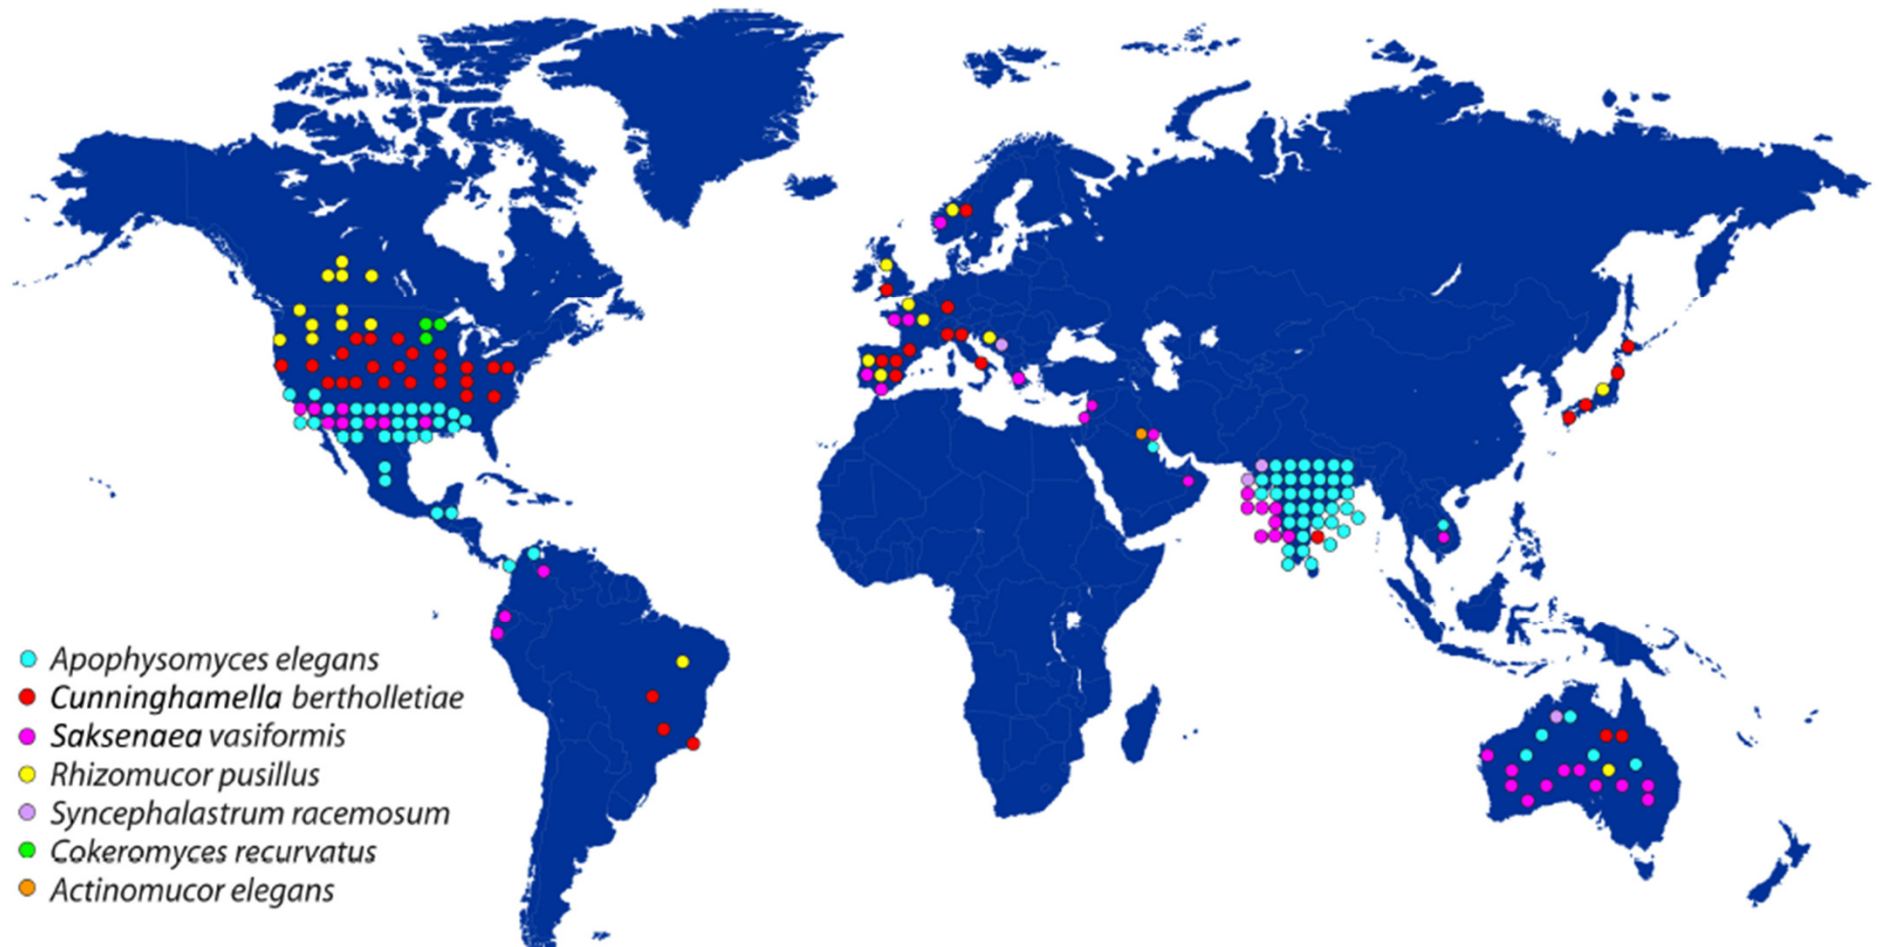 Apophysomyces elegans
Cunninghamella bertholletiae
Saksenaea vasiformis
Rhizomucor pusillus
Syncephalastrum racemosum
Cokeromyces recurvatus
Actinomucor elegans